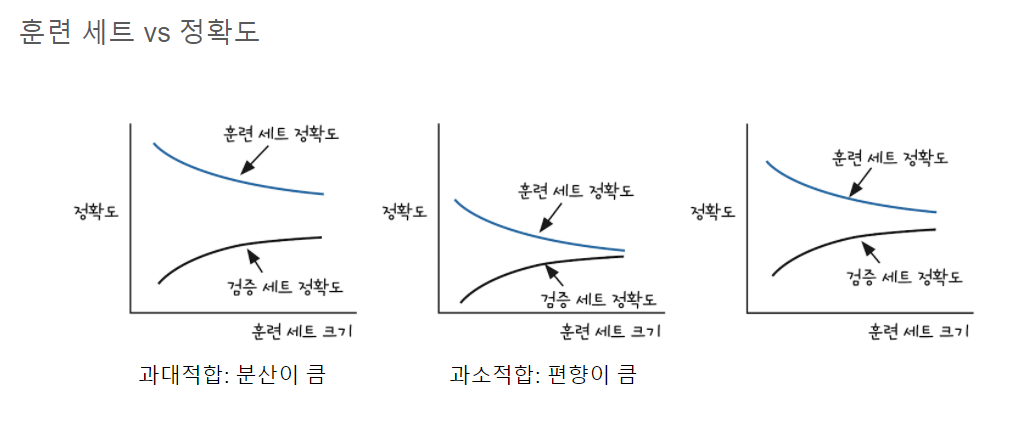 훈련 세트 vs 정확도
훈련 세트 정확도
정확도
검증 세트 정확도
훈련 세트 크기
과대적합: 분산이 큼
훈련 세트 정확도
정확도
검증 세트 정확도
훈련 세트 크기
과소적합: 편향이 큼
훈련 세트 정확도
정확도
검증 세트 정확도
훈련 세트 크기